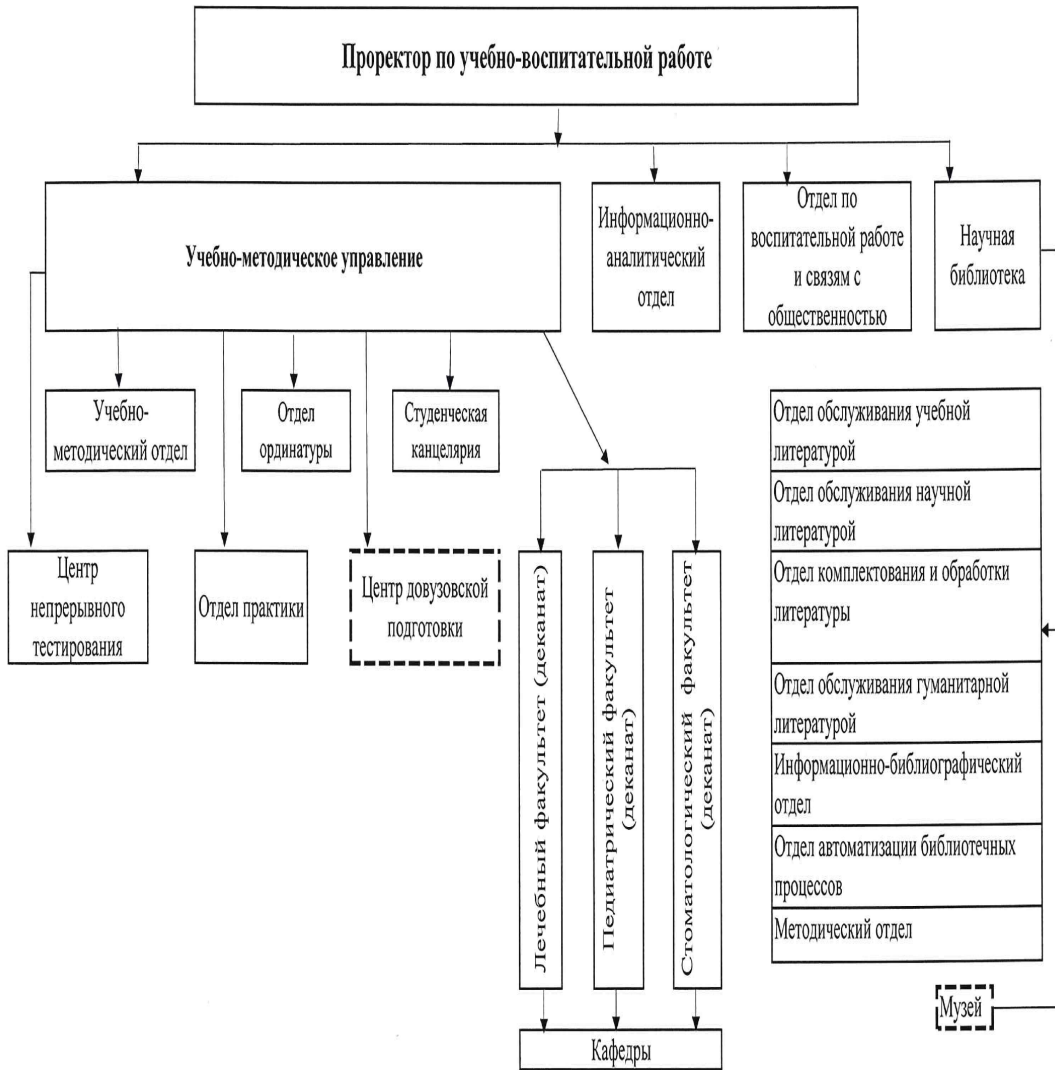 Проректор по учебно-воспитательной работе
Учебно-методическое управление
Информационно-
аналитический
отдел
Отдел по
воспитательной работе
и связям с
общественностью
Научная
библиотека
Учебно-
методический отдел
Отдел
ординатуры
Студенческая
канцелярия
Центр
непрерывного
тестирования
Отдел практики
Центр довузовской
подготовки
Лечебный факультет (деканат)
Педиатрический факультет
(деканат)
Стоматологический факультет
(деканат)
Кафедры
Отдел обслуживания учебной
литературой
Отдел обслуживания научной
литературой
Отдел комплектования и обработки
литературы
Отдел обслуживания гуманитарной
литературой
Информационно-библиографический
отдел
Отдел автоматизации библиотечных
процессов
Методический отдел
Музей